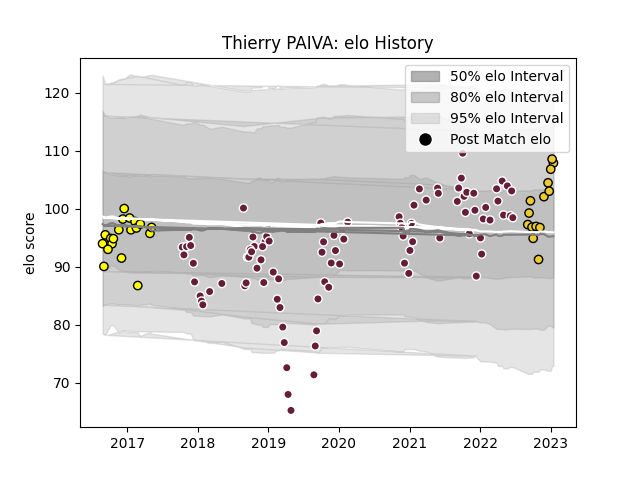 Thierry PAIVA: elo History
50% elo Interval
80% elo Interval
95% elo Interval
Post Match elo
elo score
120
110
100
90
80
70
2017 2018 2019 2020 2021 2022 2023